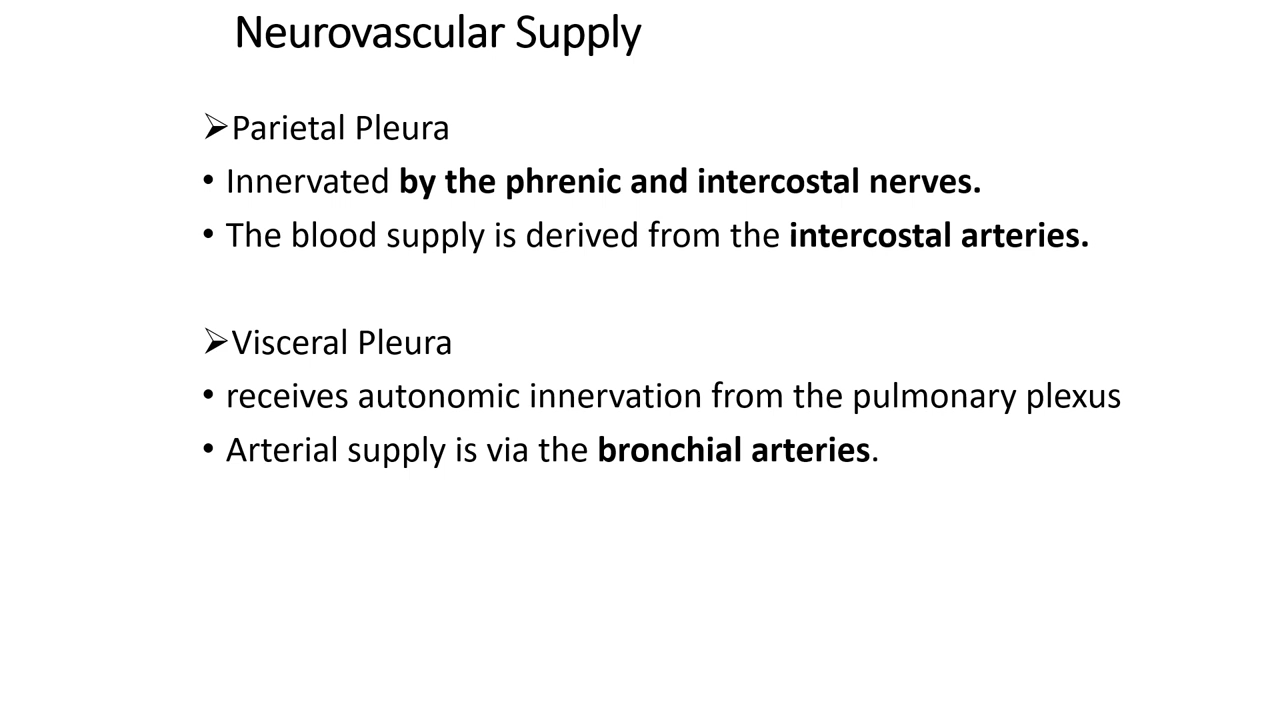 Neurovascular Supply
➢Parietal Pleura
• Innervated by the phrenic and intercostal nerves.
• The blood supply is derived from the intercostal arteries.
➢Visceral Pleura
• receives autonomic innervation from the pulmonary plexus
• Arterial supply is via the bronchial arteries.